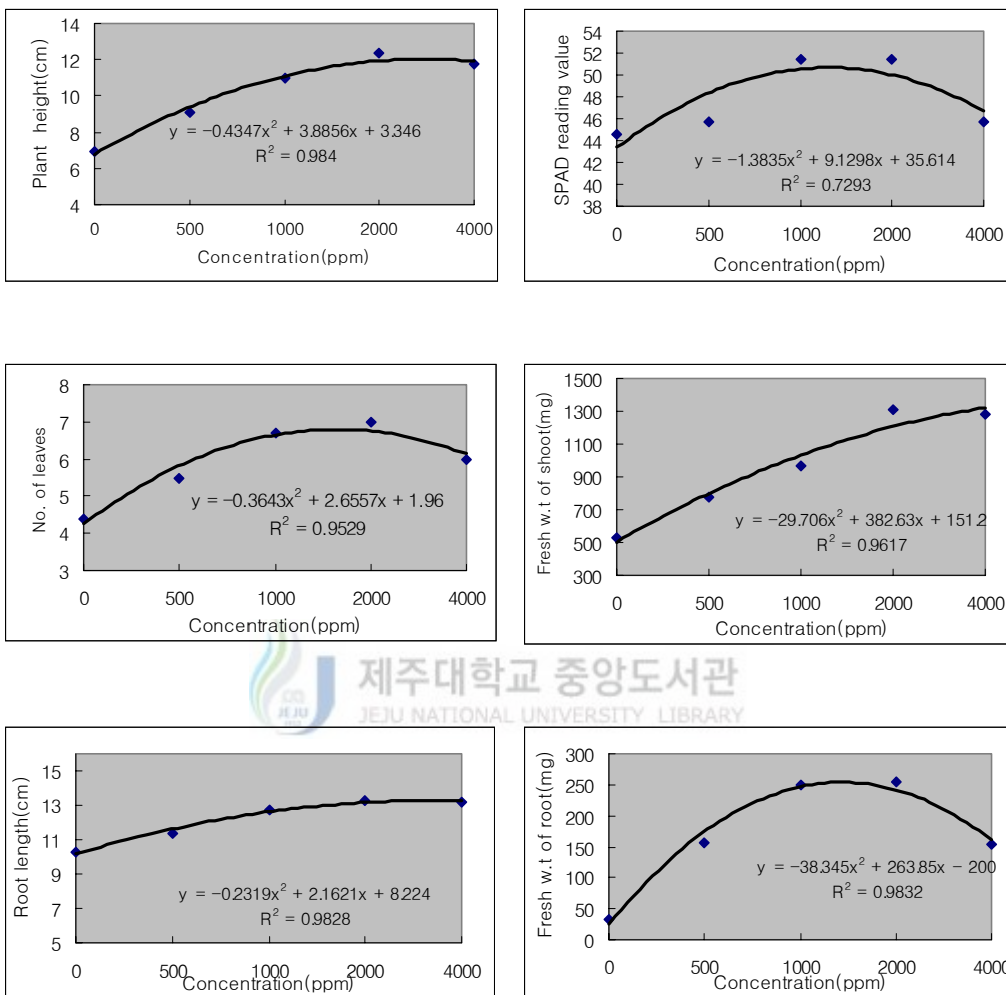 14
12
10
8
6
4
Plant height(cm)
y = -0.4347x² + 3.8856x + 3.346
R² = 0.984
0 500 1000 2000 4000
Concentration(ppm)
54
52
50
48
46
44
42
40
38
SPAD reading value
y = -1.3835x² + 9.1298x + 35.614
R² = 0.7293
0 500 1000 2000 4000
Concentration(ppm)
8
7
6
5
4
3
No. of leaves
y = -0.3643x² + 2.6557x + 1.96
R² = 0.9529
0 500 1000 2000 4000
Concentration(ppm)
1500
1300
1100
900
700
500
300
Fresh w.t of shoot(mg)
y = -29.706x² + 382.63x + 151.2
R² = 0.9617
0 500 1000 2000 4000
Concentration(ppm)
제주대학교 중앙도서관
JEJU NATIONAL UNIVERSITY LIBRARY
JEJU
1952
15
13
11
9
7
5
Root length(cm)
y = -0.2319x² + 2.1621x + 8.224
R² = 0.9828
0 500 1000 2000 4000
Concentration(ppm)
300
250
200
150
100
50
0
Fresh w.t of root(mg)
y = -38.345x² + 263.85x - 200
R² = 0.9832
0 500 1000 2000 4000
Concentration(ppm)